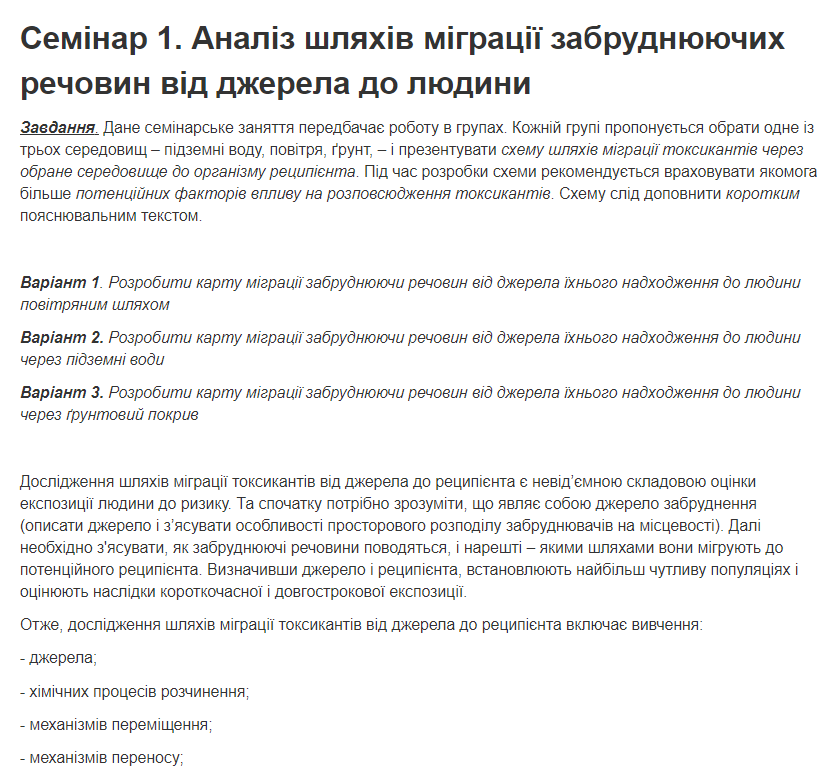 Семінар 1. Аналіз шляхів міграції забруднюючих
речовин від джерела до людини
Завдання. Дане семінарське заняття передбачає роботу в групах. Кожній групі пропонується обрати одне із
трьох середовищ – підземні воду, повітря, ґрунт, – і презентувати схему шляхів міграції токсикантів через
обране середовище до організму реципієнта. Під час розробки схеми рекомендується враховувати якомога
більше потенційних факторів впливу на розповсюдження токсикантів. Схему слід доповнити коротким
пояснювальним текстом.
Варіант 1. Розробити карту міграції забруднюючи речовин від джерела їхнього надходження до людини
повітряним шляхом
Варіант 2. Розробити карту міграції забруднюючи речовин від джерела їхнього надходження до людини
через підземні води
Варіант 3. Розробити карту міграції забруднюючи речовин від джерела їхнього надходження до людини
через ґрунтовий покрив
Дослідження шляхів міграції токсикантів від джерела до реципієнта є невід’ємною складовою оцінки
експозиції людини до ризику. Та спочатку потрібно зрозуміти, що являє собою джерело забруднення
(описати джерело і з’ясувати особливості просторового розподілу забруднювачів на місцевості). Далі
необхідно з'ясувати, як забруднюючі речовини поводяться, і нарешті – якими шляхами вони мігрують до
потенційного реципієнта. Визначивши джерело і реципієнта, встановлюють найбільш чутливу популяціях і
оцінюють наслідки короткочасної і довгострокової експозиції.
Отже, дослідження шляхів міграції токсикантів від джерела до реципієнта включає вивчення:
- джерела;
- хімічних процесів розчинення;
- механізмів переміщення;
- механізмів переносу;